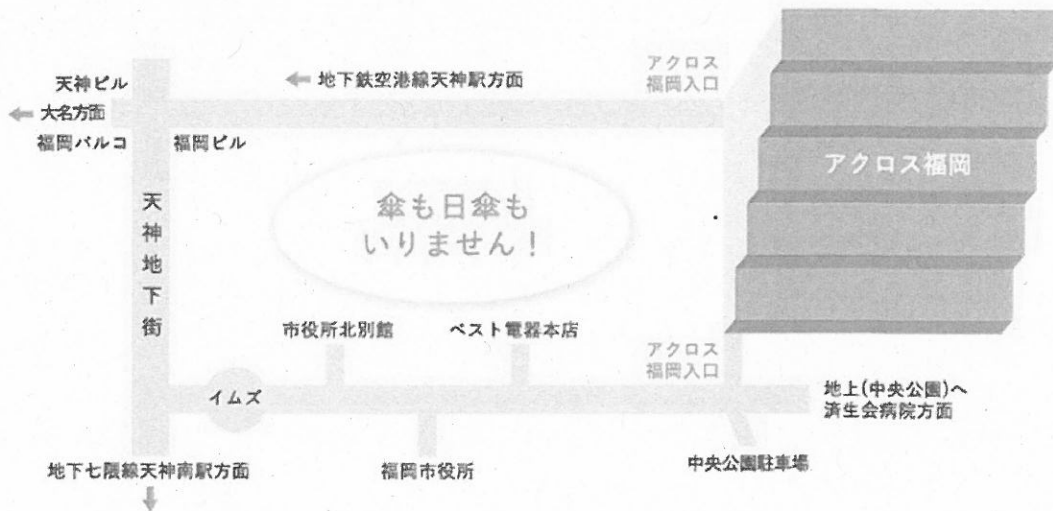 アクロス
福岡入口
天神ビル
地下鉄空港線天神駅方面
大名方面
福岡パルコ
福岡ビル
アクロス福岡
傘も日傘も
いりません！
天神地下街
市役所北別館
ベスト電器本店
アクロス
福岡入口
イムズ
地上(中央公園)へ
済生会病院方面
地下七隈線天神南駅方面
福岡市役所
中央公園駐車場